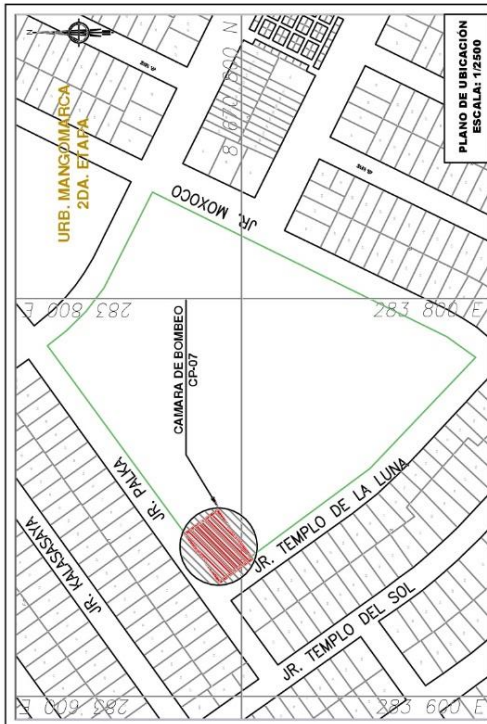 URB. MANGOMARCA
2DA. ETAPA
N
JR. MOXOCO
283 800 E
283 800 E
CAMARA DE BOMBEO
CP-07
JR. PALKA
JR. KALASASAYA
JR. TEMPLO DE LA LUNA
JR. TEMPLO DEL SOL
283 600 E
283 600 E
PLANO DE UBICACIÓN
ESCALA: 1/2500